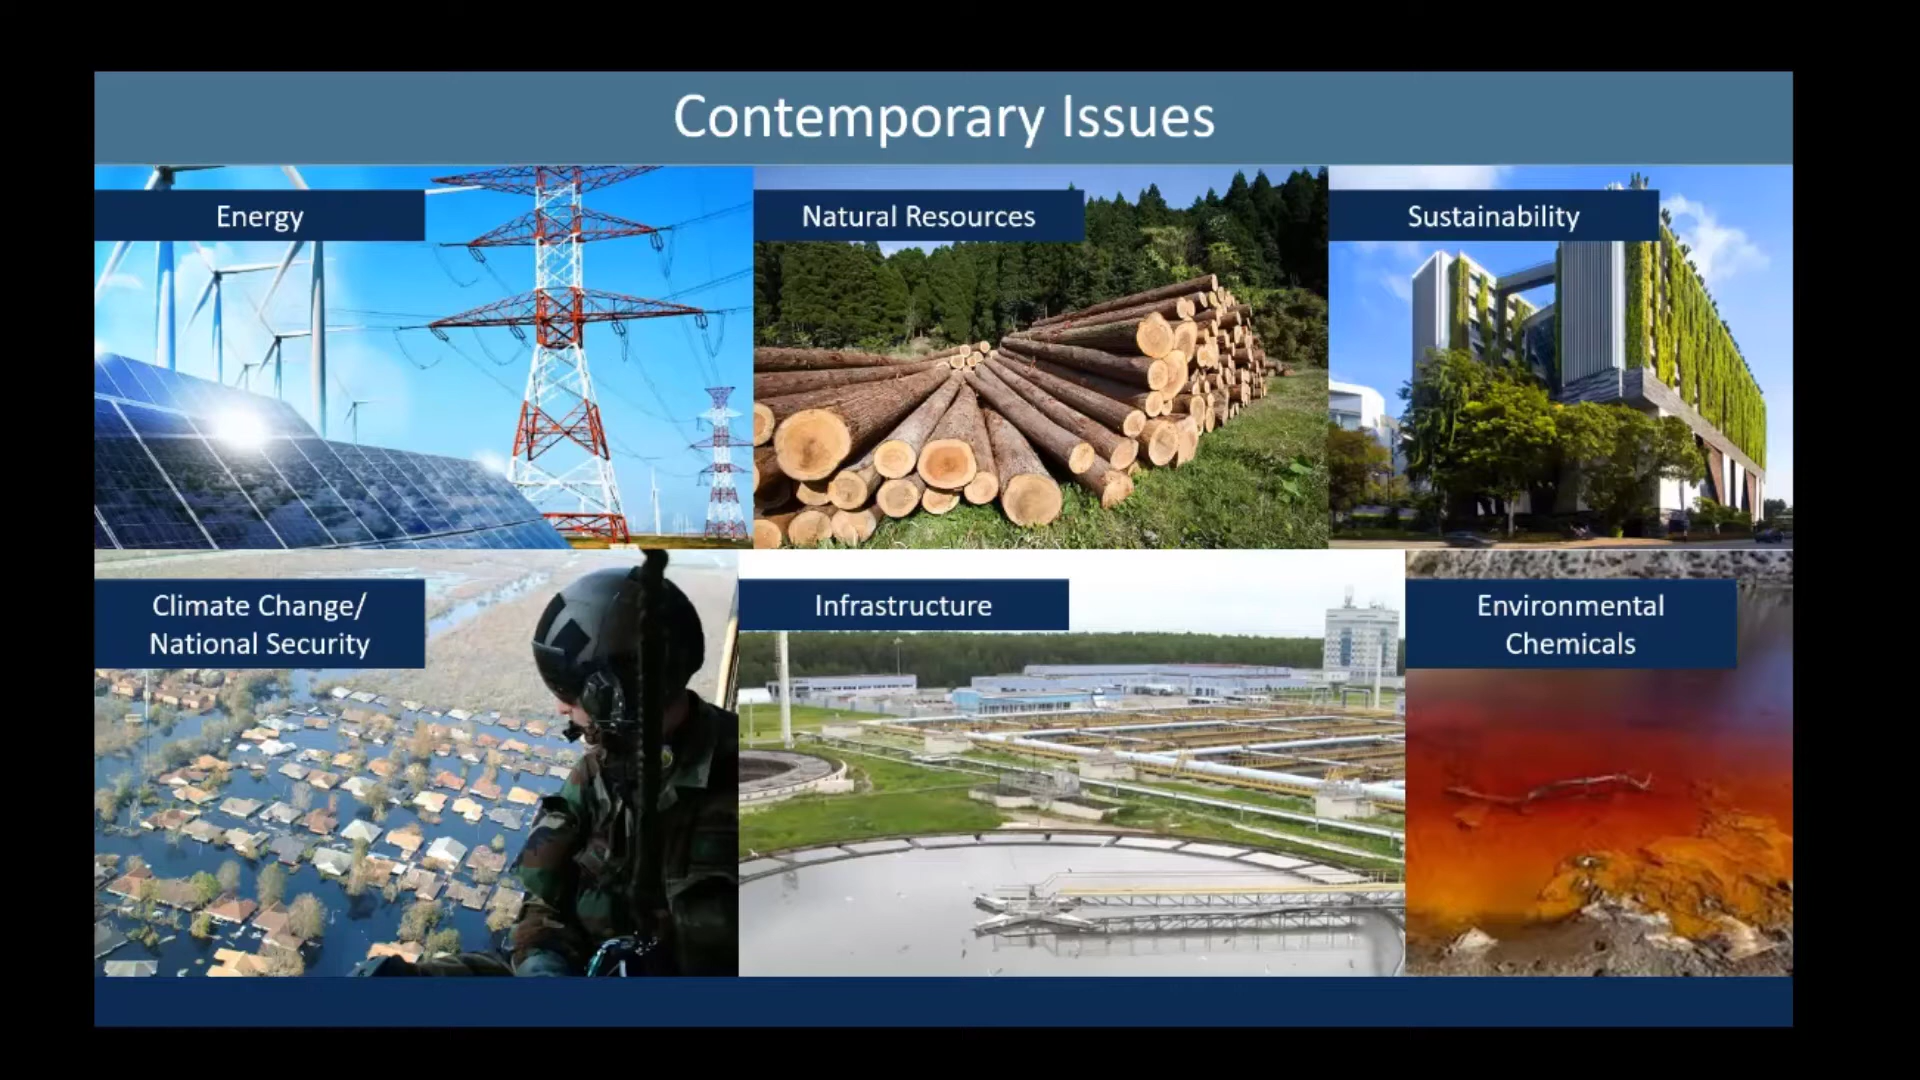 Contemporary Issues
Energy
Natural Resources
Sustainability
Climate Change/
National Security
Infrastructure
Environmental
Chemicals